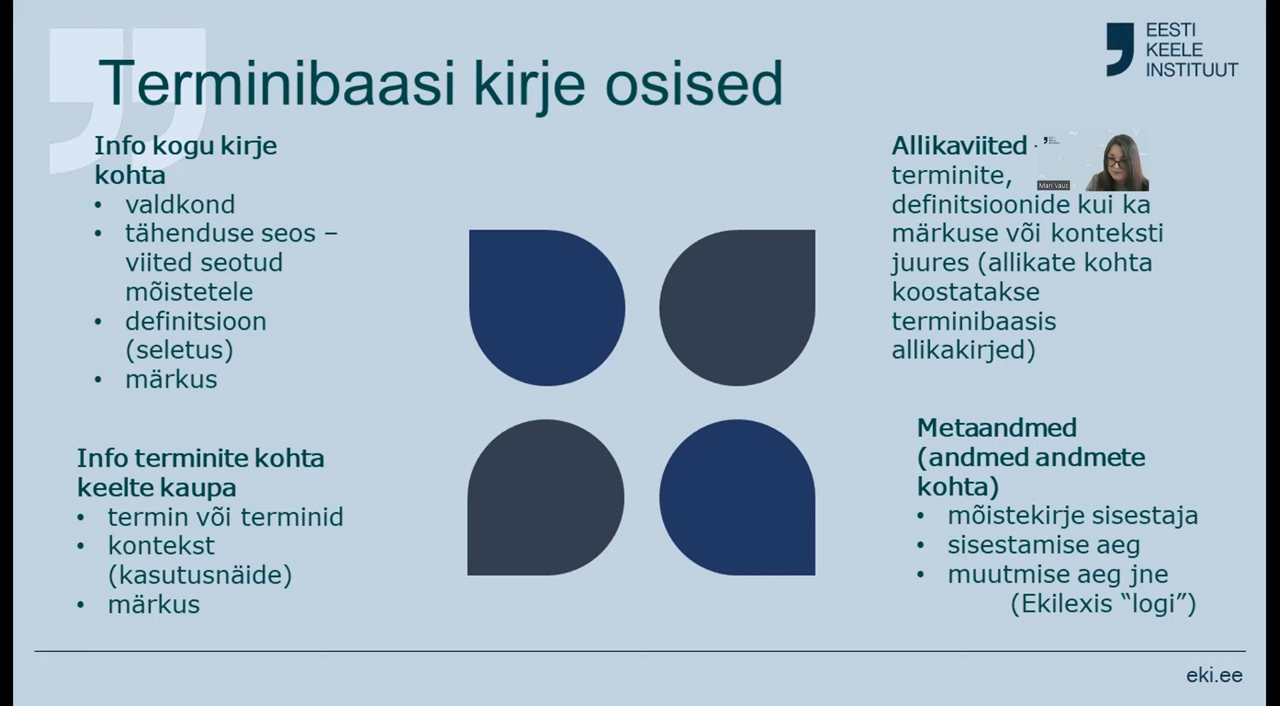 Terminibaasi kirje osised
EESTI
KEELE
INSTITUUT
Info kogu kirje
kohta
• valdkond
• tähenduse seos –
viited seotud
mõistetele
• definitsioon
(seletus)
• märkus
Info terminite kohta
keelte kaupa
• termin või terminid
• kontekst
(kasutusnäide)
• märkus
Allikaviited -
terminite,
definitsioonide kui ka
märkuse või konteksti
juures (allikate kohta
koostatakse
terminibaasis
allikakirjed)
Mari Vaus
Metaandmed
(andmed andmete
kohta)
• mõistekirje sisestaja
• sisestamise aeg
• muutmise aeg jne
(Ekilexis “logi”)
eki.ee